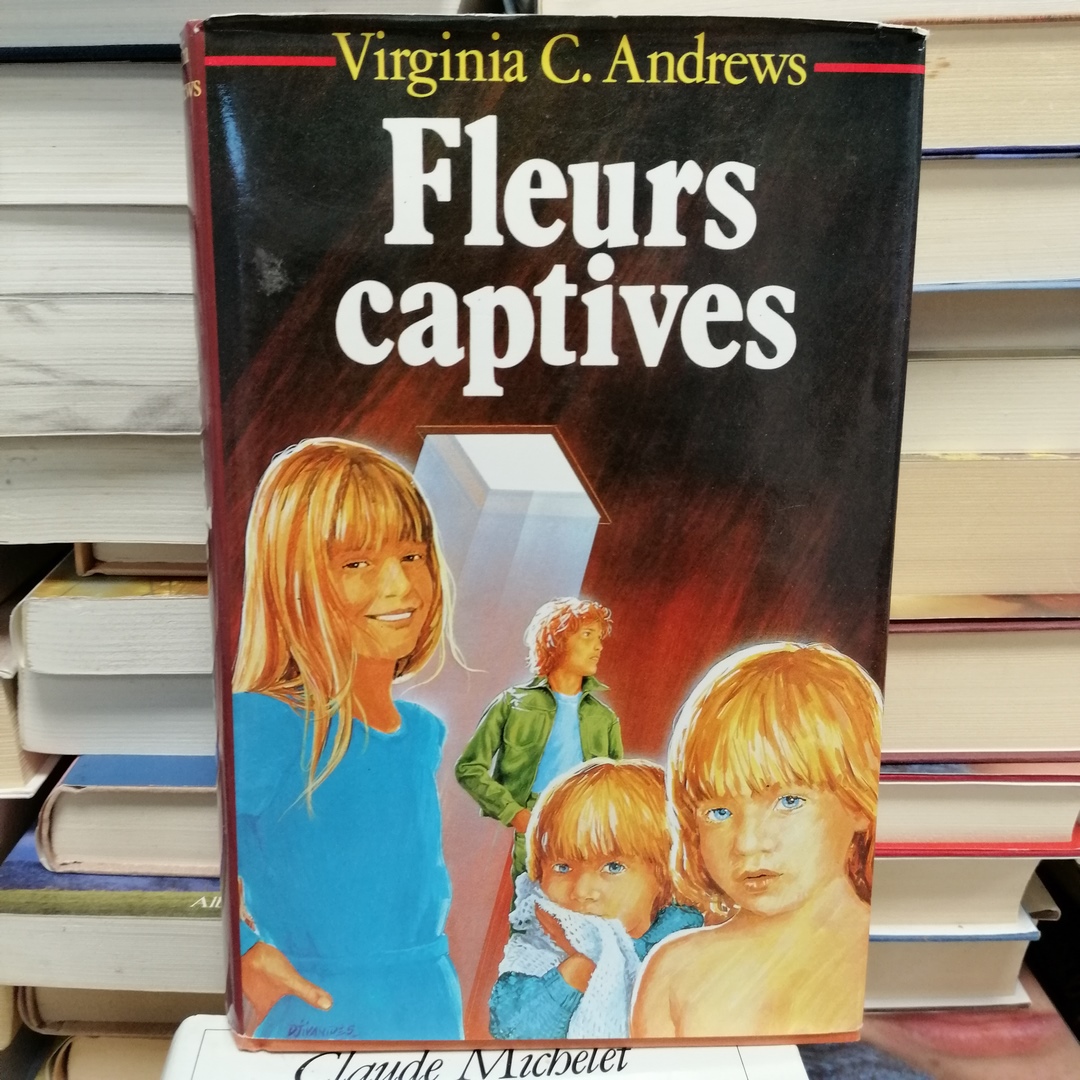 Virginia C. Andrews
Fleurs
captives
Claude Michelet